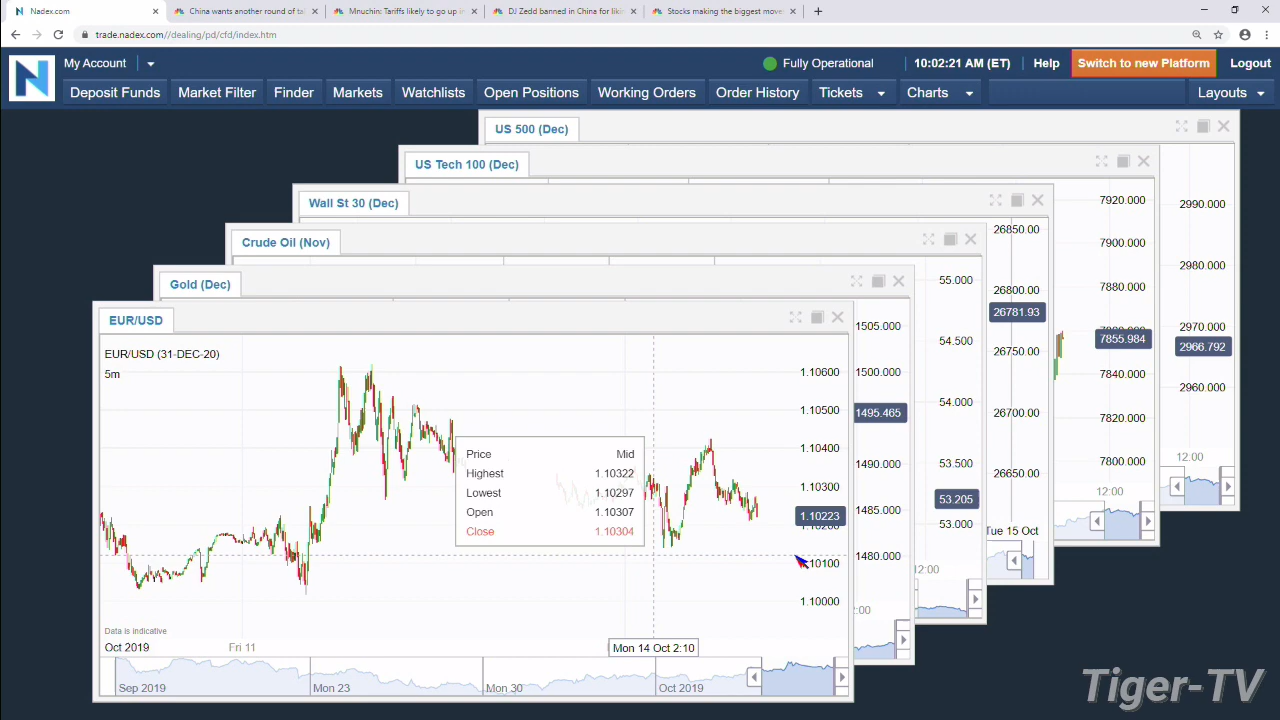 Nadex.com
China wants another round of ta
Mnuchin: Tariffs likely to go up i
DJ Zedd banned in China for likin
Stocks making the biggest move
trade.nadex.com//dealing/pd/cfd/index.htm
My Account
Fully Operational
10:02:21 AM (ET)
Help
Switch to new Platform
Logout
Deposit Funds
Market Filter
Finder
Markets
Watchlists
Open Positions
Working Orders
Order History
Tickets
Charts
Layouts
US 500 (Dec)
2990.000
2980.000
2970.000
2966.792
2960.000
12:00
US Tech 100 (Dec)
7920.000
7900.000
7880.000
7855.984
7840.000
7820.000
7800.000
12:00
Wall St 30 (Dec)
26850.00
26800.00
26781.93
26750.00
26700.00
26650.00
Tue 15 Oct
Crude Oil (Nov)
55.000
54.500
54.000
53.500
53.205
53.000
12:00
Gold (Dec)
1505.000
1500.000
1495.465
1490.000
1485.000
1480.000
EUR/USD
EUR/USD (31-DEC-20)
5m
1.10600
1.10500
1.10400
1.10300
1.10223
1.10200
1.10100
1.10000
Price Mid
Highest 1.10322
Lowest 1.10297
Open 1.10307
Close 1.10304
Data is indicative
Oct 2019
Fri 11
Mon 14 Oct 2:10
Sep 2019
Mon 23
Mon 30
Oct 2019
Tiger-TV